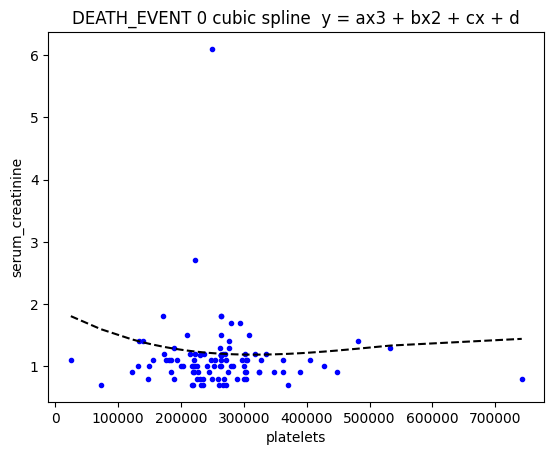 DEATH_EVENT 0 cubic spline  y = ax3 + bx2 + cx + d
6
5
serum_creatinine
4
3
2
1
0 100000 200000 300000 400000 500000 600000 700000
platelets